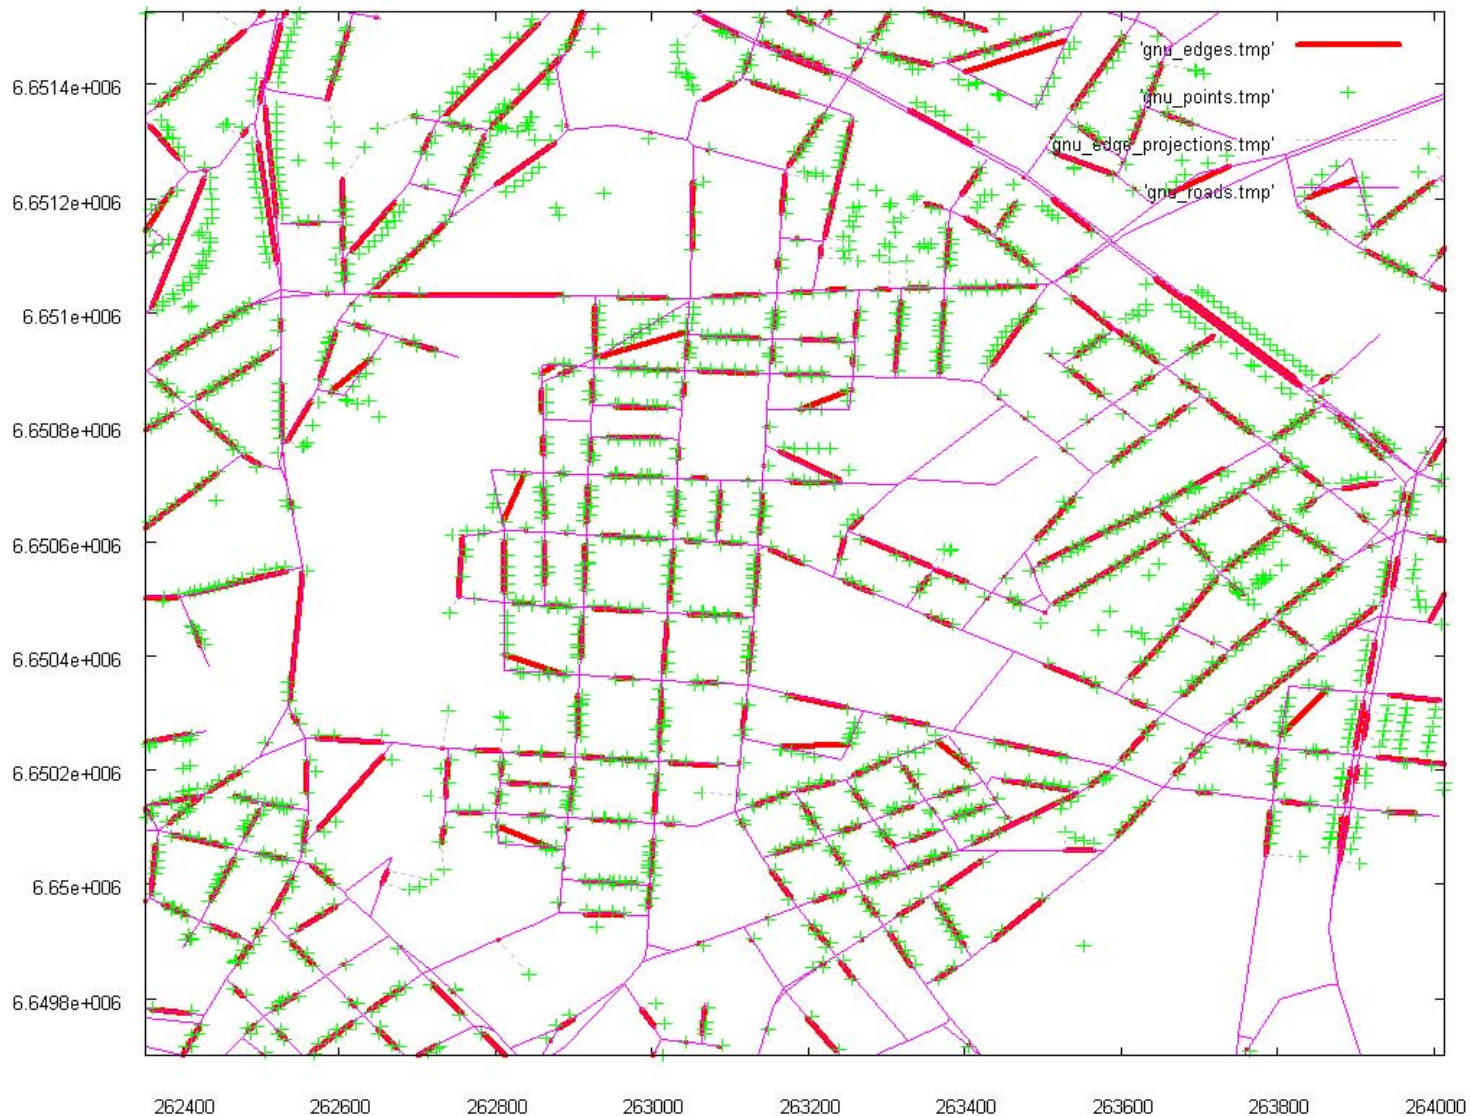 'gnu_edges.tmp'
'gnu_points.tmp'
'gnu_edge_projections.tmp'
'gnu_roads.tmp'
6.6514e+006
6.6512e+006
6.651e+006
6.6508e+006
6.6506e+006
6.6504e+006
6.6502e+006
6.65e+006
6.6498e+006
262400 262600 262800 263000 263200 263400 263600 263800 264000